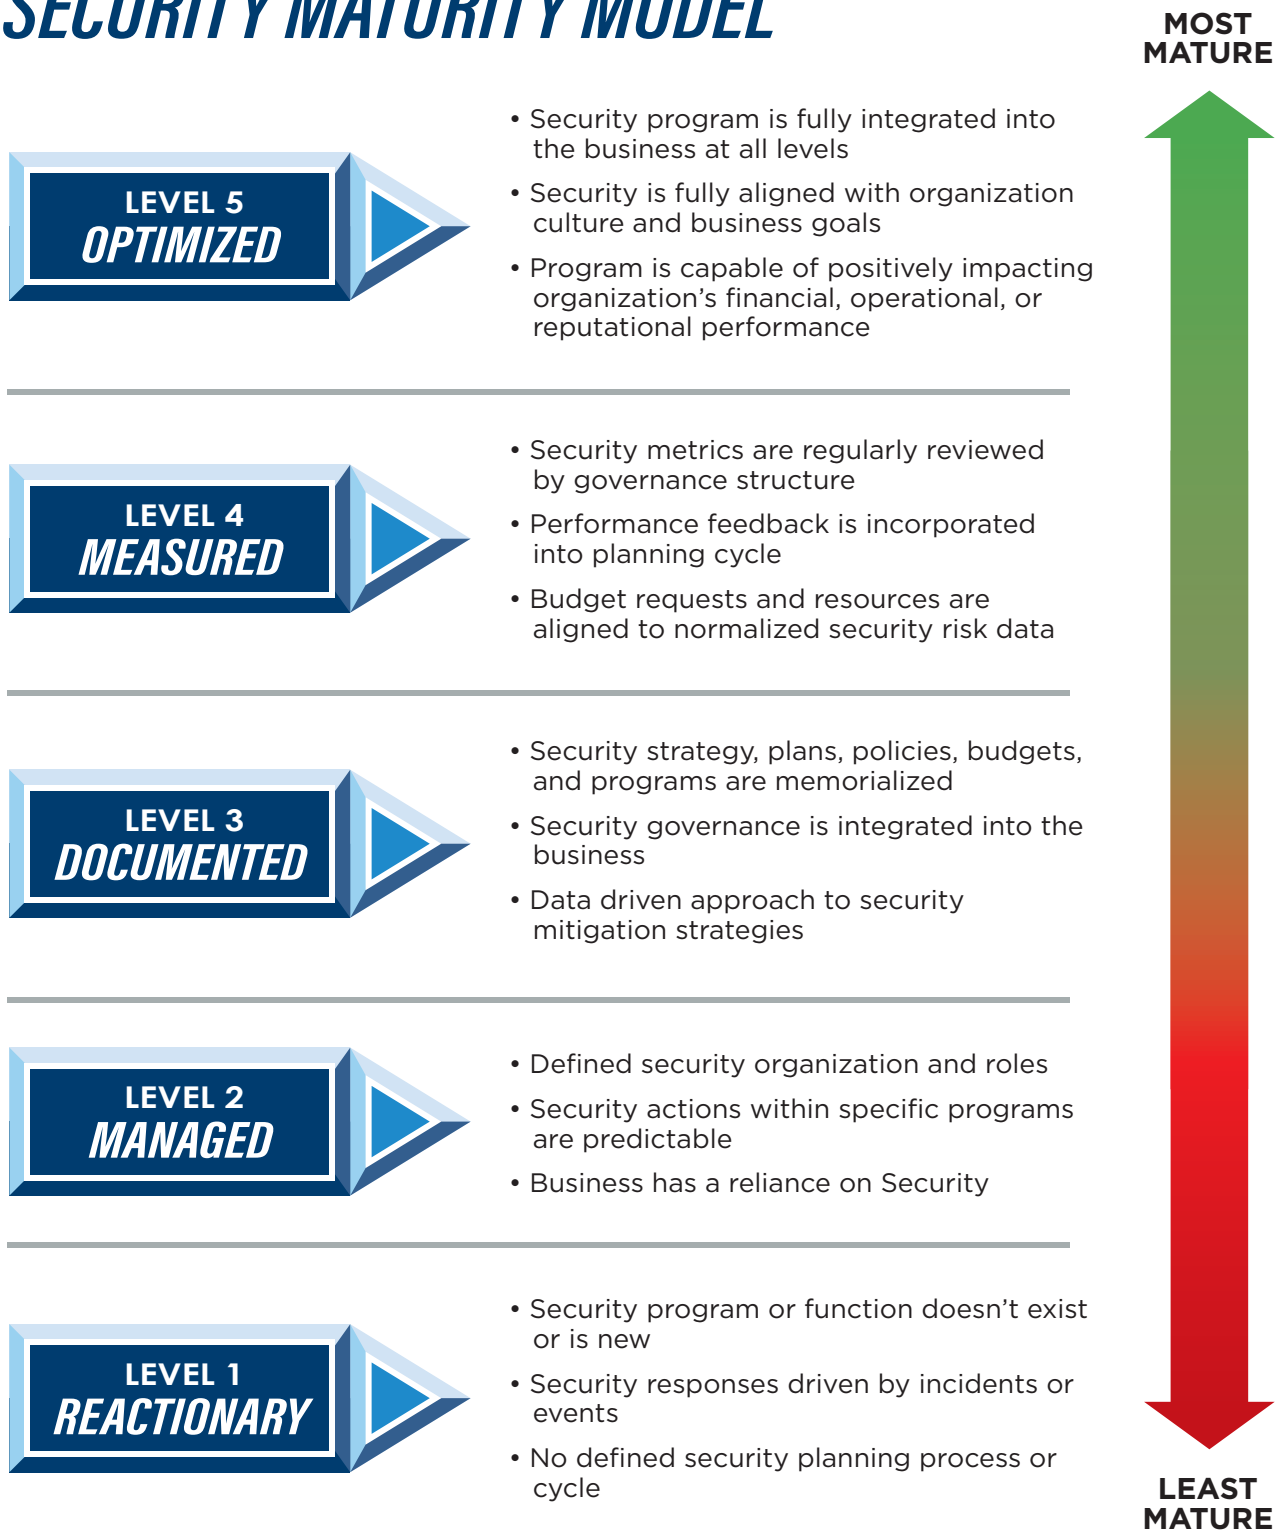 SECURITY MATURITY MODEL
MOST
MATURE
LEVEL 5
OPTIMIZED
• Security program is fully integrated into
the business at all levels
• Security is fully aligned with organization
culture and business goals
• Program is capable of positively impacting
organization’s financial, operational, or
reputational performance
LEVEL 4
MEASURED
• Security metrics are regularly reviewed
by governance structure
• Performance feedback is incorporated
into planning cycle
• Budget requests and resources are
aligned to normalized security risk data
LEVEL 3
DOCUMENTED
• Security strategy, plans, policies, budgets,
and programs are memorialized
• Security governance is integrated into the
business
• Data driven approach to security
mitigation strategies
LEVEL 2
MANAGED
• Defined security organization and roles
• Security actions within specific programs
are predictable
• Business has a reliance on Security
LEVEL 1
REACTIONARY
• Security program or function doesn’t exist
or is new
• Security responses driven by incidents or
events
• No defined security planning process or
cycle
LEAST
MATURE